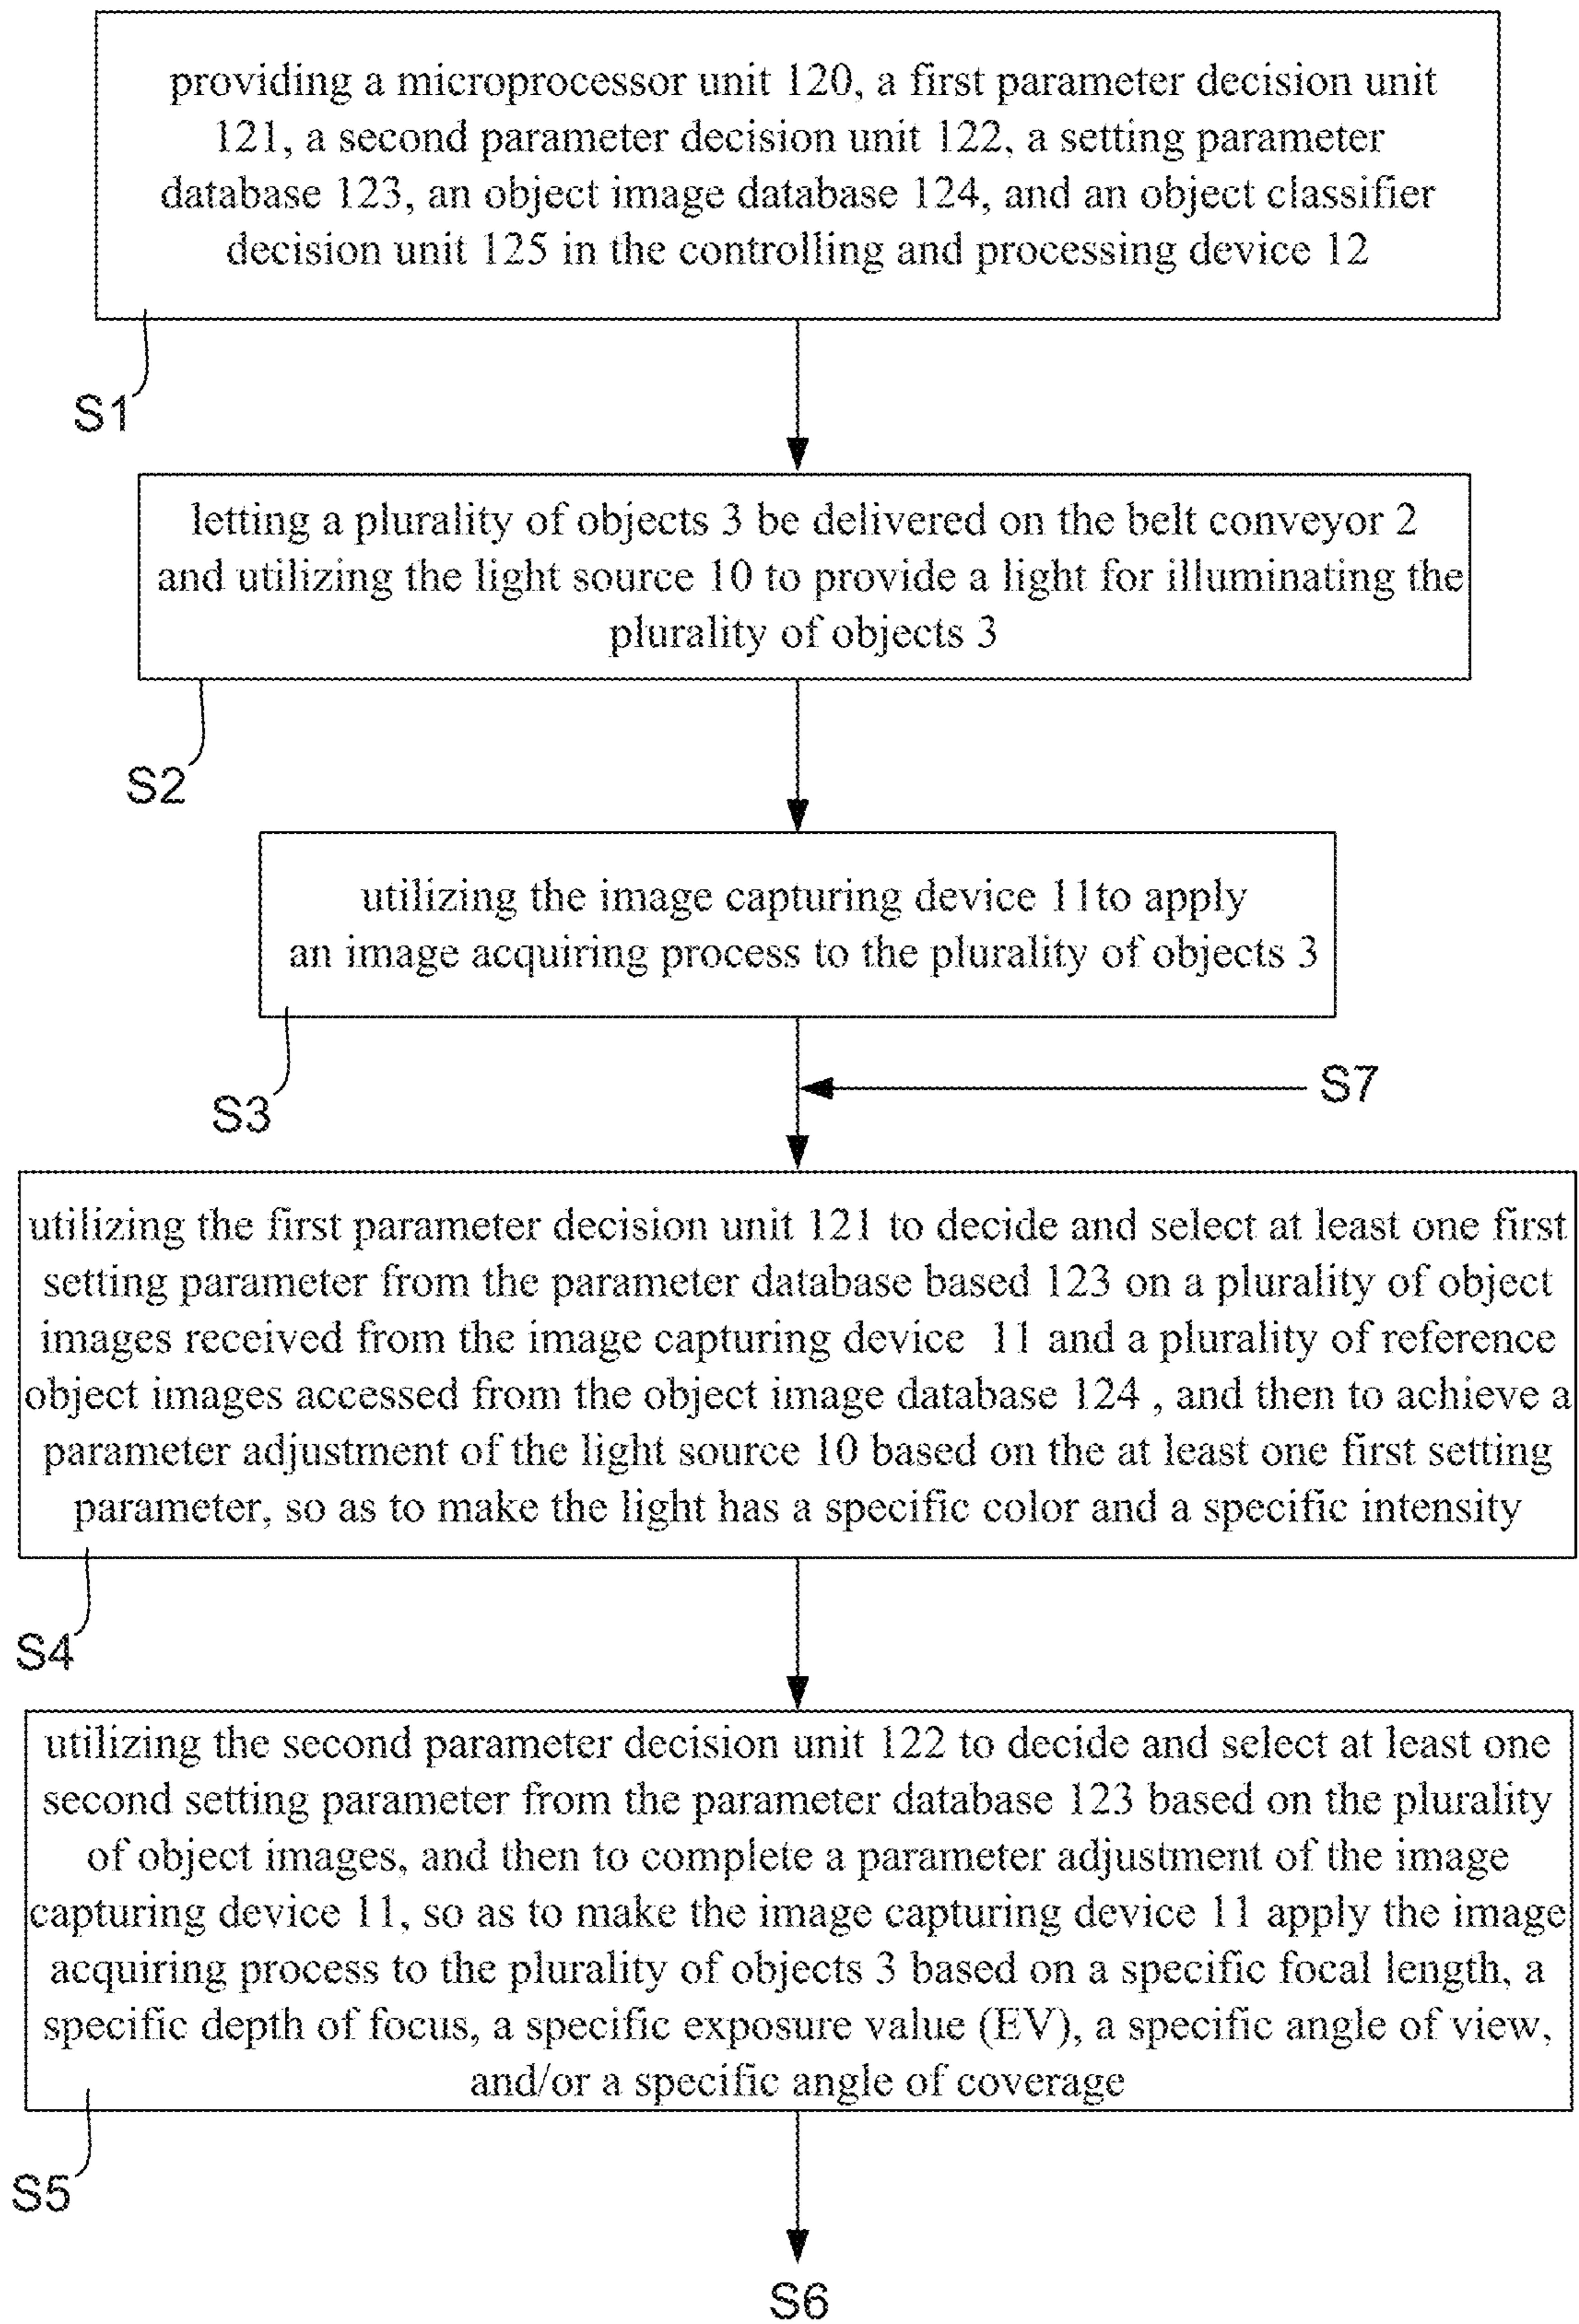 providing a microprocessor unit 120, a first parameter decision unit
121, a second parameter decision unit 122, a setting parameter
database 123, an object image database 124, and an object classifier
decision unit 125 in the controlling and processing device 12
S1
letting a plurality of objects 3 be delivered on the belt conveyor 2
and utilizing the light source 10 to provide a light for illuminating the
plurality of objects 3
S2
utilizing the image capturing device 11to apply
an image acquiring process to the plurality of objects 3
S3
S7
utilizing the first parameter decision unit 121 to decide and select at least one first
setting parameter from the parameter database based 123 on a plurality of object
images received from the image capturing device 11 and a plurality of reference
object images accessed from the object image database 124 , and then to achieve a
parameter adjustment of the light source 10 based on the at least one first setting
parameter, so as to make the light has a specific color and a specific intensity
S4
utilizing the second parameter decision unit 122 to decide and select at least one
second setting parameter from the parameter database 123 based on the plurality
of object images, and then to complete a parameter adjustment of the image
capturing device 11, so as to make the image capturing device 11 apply the image
acquiring process to the plurality of objects 3 based on a specific focal length, a
specific depth of focus, a specific exposure value (EV), a specific angle of view,
and/or a specific angle of coverage
S5
S6